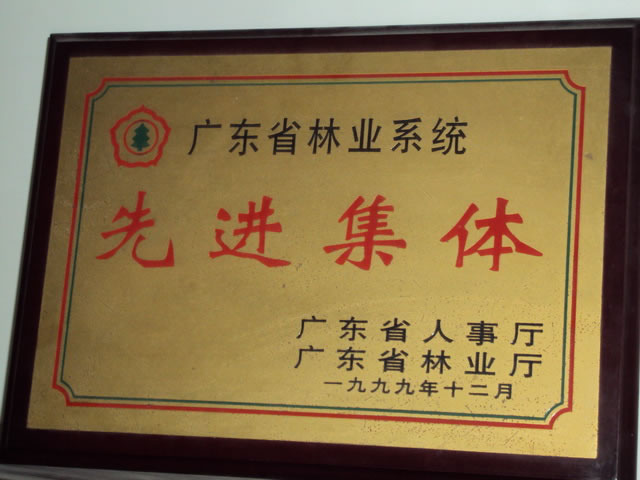 广东省林业系统
先进集体
广东省人事厅
广东省林业厅
一九九九年十二月